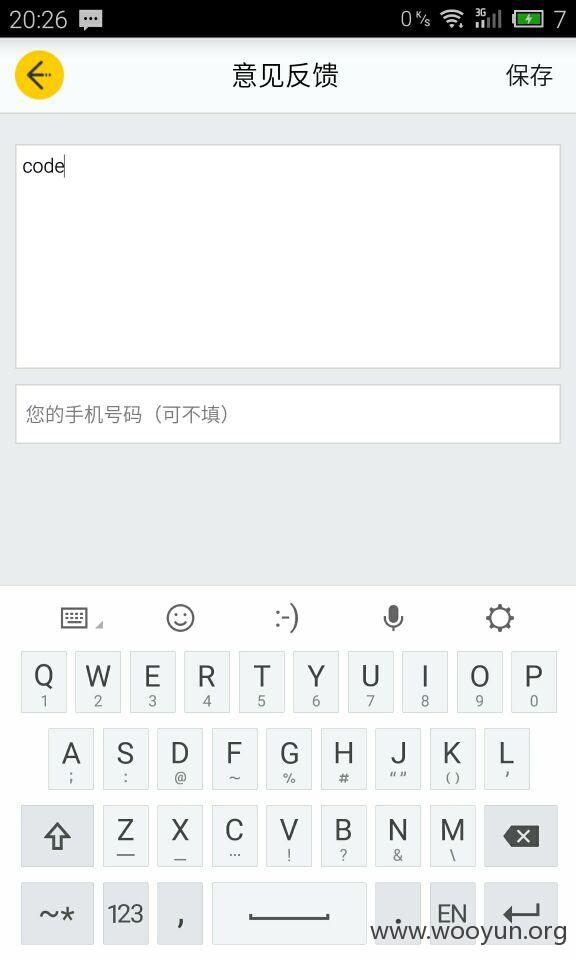 20:26 0 K/s 3G 7
意见反馈 保存
code
您的手机号码（可不填）
:-)
Q W E R T Y U I O P
1 2 3 4 5 6 7 8 9 0
A S D F G H J K L
; : @ ~ % # “ ” ( ) ’
Z X C V B N M
— _ … ! ? & \
~* 123 , . EN
www.wooyun.org